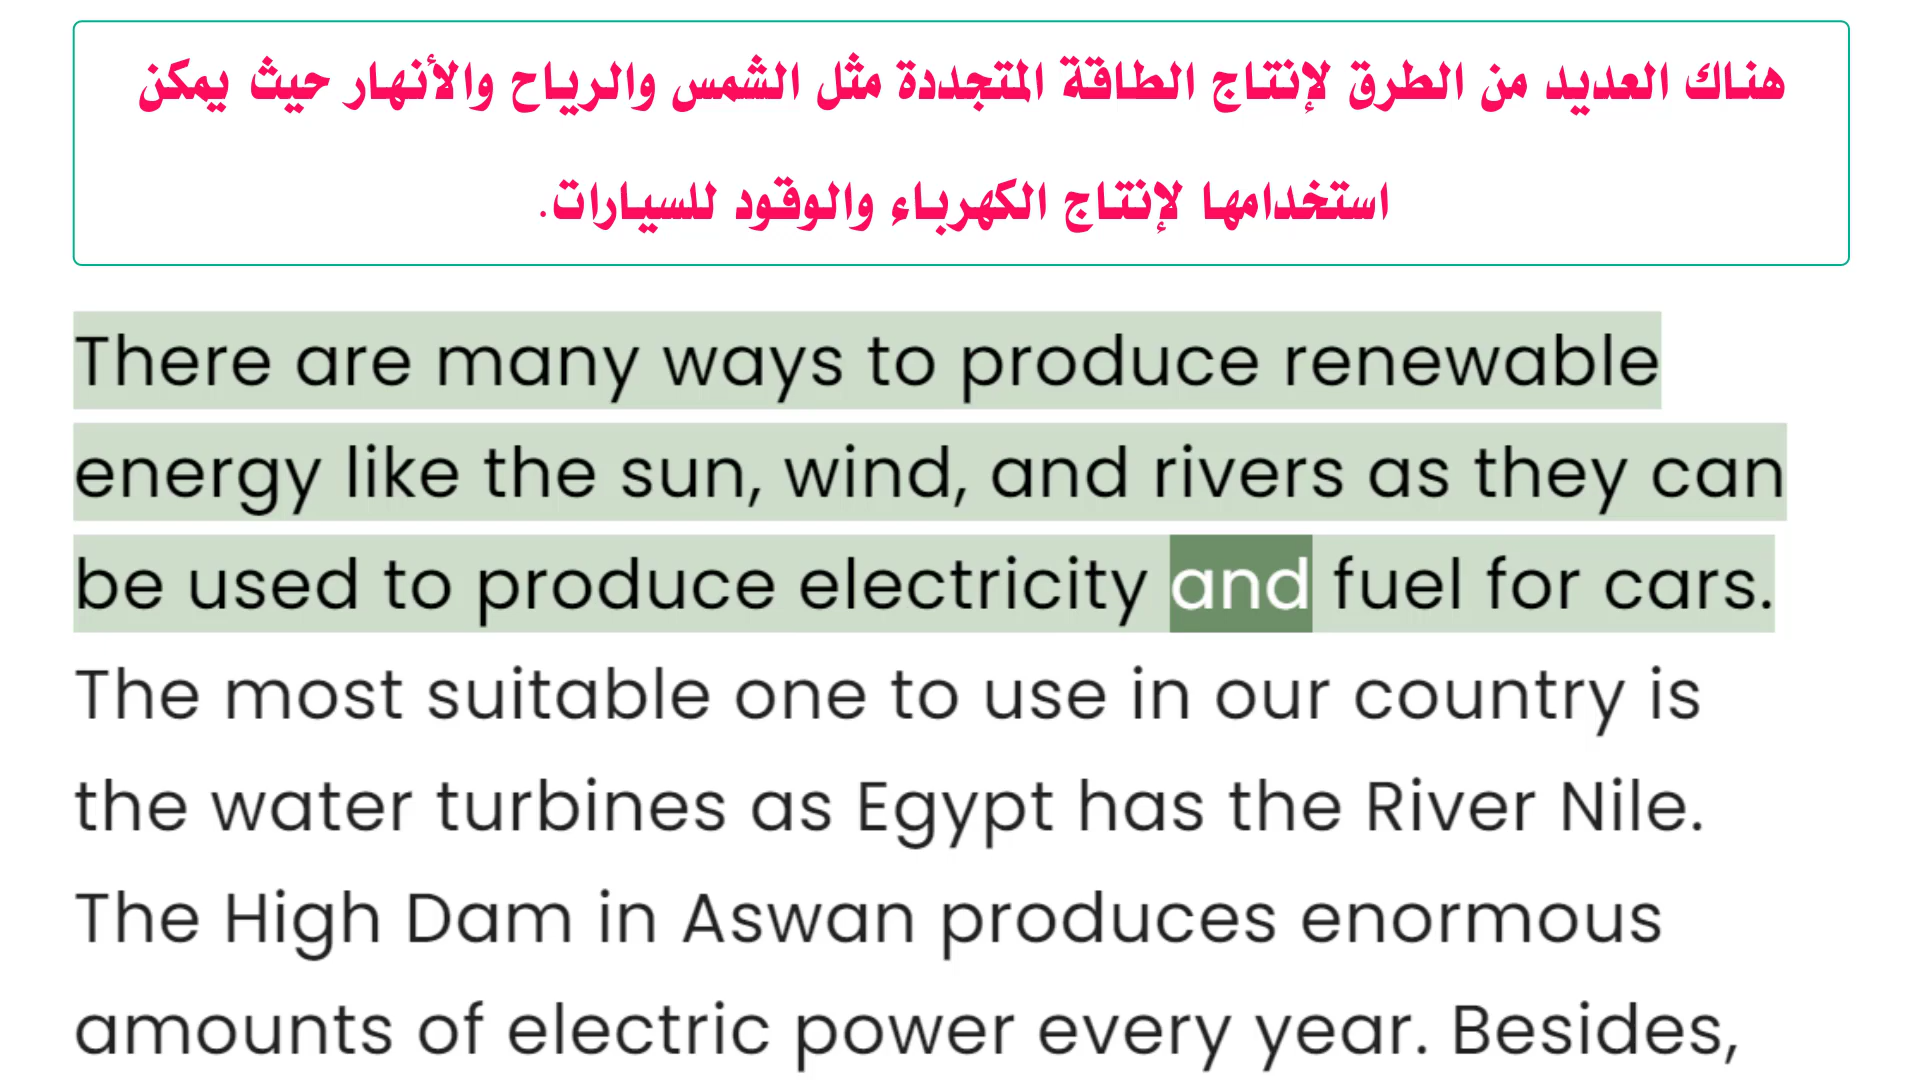 هناك العديد من الطرق لإنتاج الطاقة المتجددة مثل الشمس والرياح والأنهار حيث يمكن
استخدامها لإنتاج الكهرباء والوقود للسيارات.
There are many ways to produce renewable
energy like the sun, wind, and rivers as they can
be used to produce electricity and fuel for cars.
The most suitable one to use in our country is
the water turbines as Egypt has the River Nile.
The High Dam in Aswan produces enormous
amounts of electric power every year. Besides,